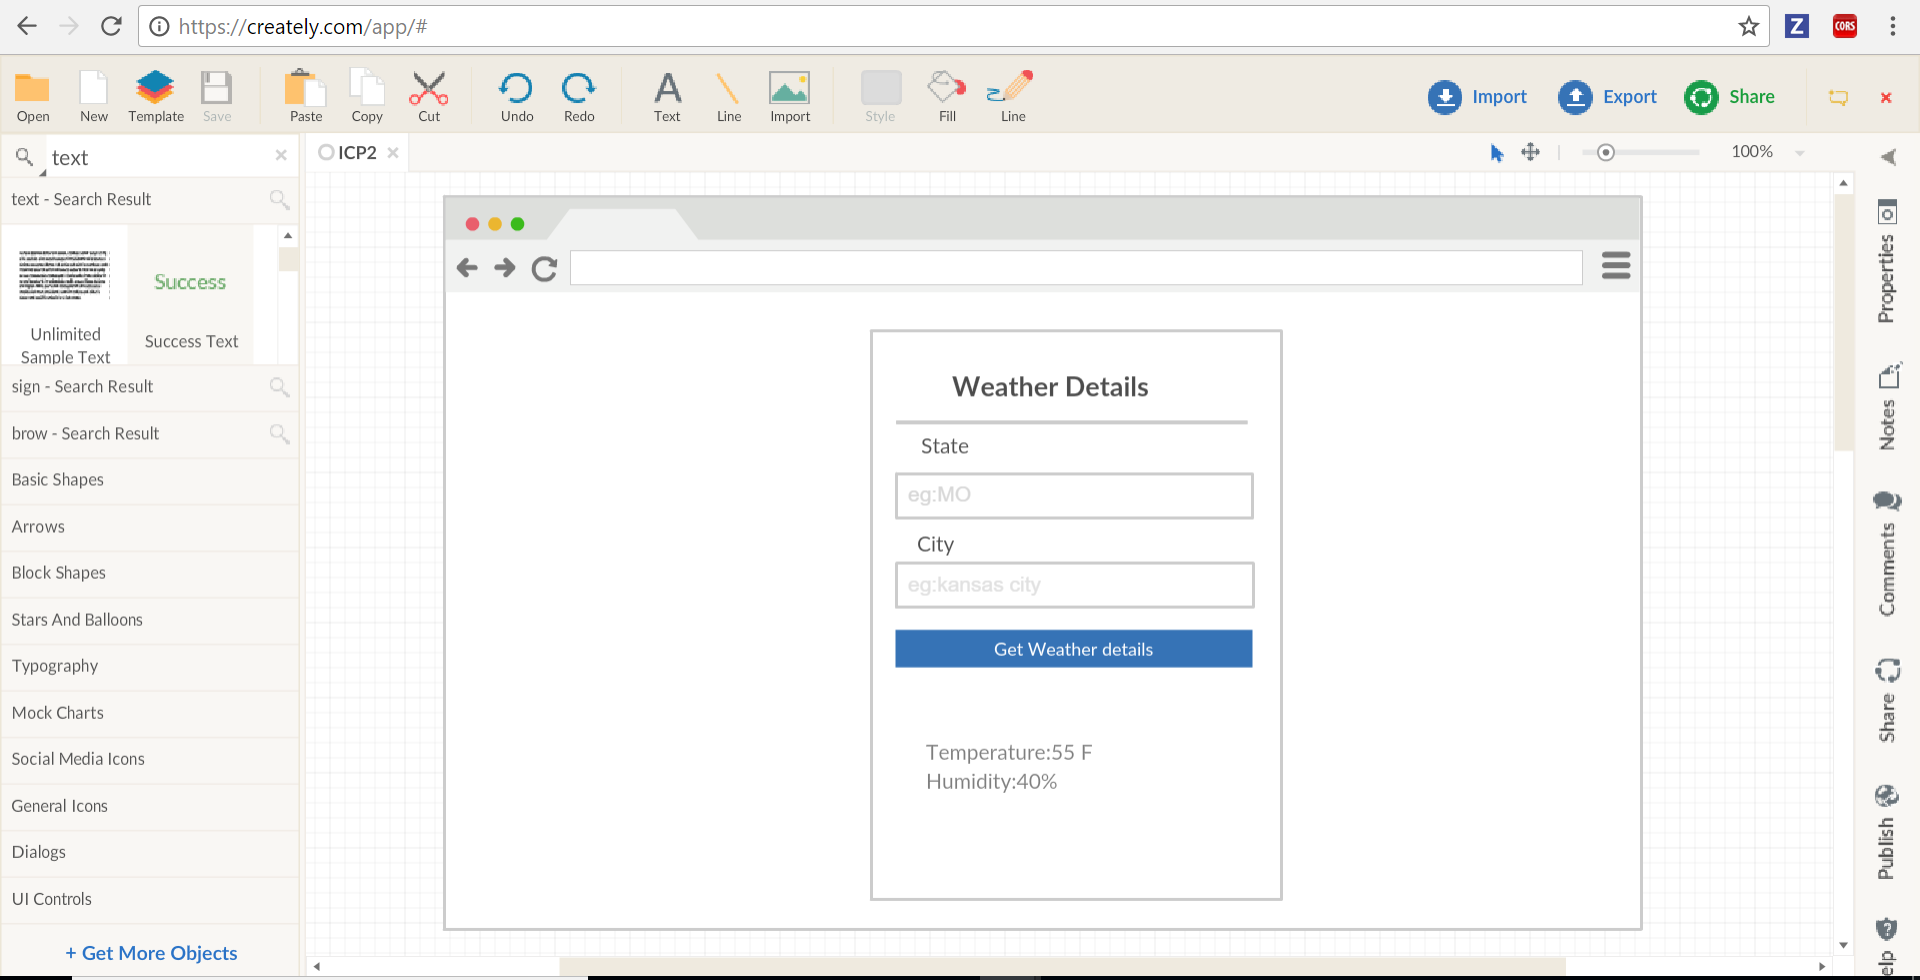 https://creately.com/app/#
Z
CORS
Open New Template Save Paste Copy Cut Undo Redo Text Line Import Style Fill Line Import Export Share
text
ICP2
100%
text - Search Result
Success
Unlimited
Sample Text
Success Text
sign - Search Result
brow - Search Result
Basic Shapes
Arrows
Block Shapes
Stars And Balloons
Typography
Mock Charts
Social Media Icons
General Icons
Dialogs
UI Controls
+ Get More Objects
Weather Details
State
eg:MO
City
eg:kansas city
Get Weather details
Temperature:55 F
Humidity:40%
Properties
Notes
Comments
Share
Publish
elp